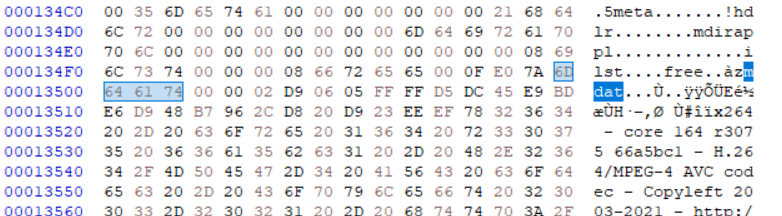 000134C0 00 35 6D 65 74 61 00 00 00 00 00 00 00 21 68 64 .5meta.......!hd
000134D0 6C 72 00 00 00 00 00 00 00 00 6D 64 69 72 61 70 lr........mdirap
000134E0 70 6C 00 00 00 00 00 00 00 00 00 00 00 00 08 69 pl.............i
000134F0 6C 73 74 00 00 00 08 66 72 65 65 00 0F E0 7A 6D lst....free..àzm
00013500 64 61 74 00 00 02 D9 06 05 FF FF D5 DC 45 E9 BD dat...Ù..ÿÿÕÜEé½
00013510 E6 D9 48 B7 96 2C D8 20 D9 23 EE EF 78 32 36 34 æÙH·–,Ø Ù#îïx264
00013520 20 2D 20 63 6F 72 65 20 31 36 34 20 72 33 30 37 - core 164 r307
00013530 35 20 36 36 61 35 62 63 31 20 2D 20 48 2E 32 36 5 66a5bc1 - H.26
00013540 34 2F 4D 50 45 47 2D 34 20 41 56 43 20 63 6F 64 4/MPEG-4 AVC cod
00013550 65 63 20 2D 20 43 6F 70 79 6C 65 66 74 20 32 30 ec - Copyleft 20
00013560 30 33 2D 32 30 32 31 20 2D 20 68 74 74 70 3A 2F 03-2021 - http:/